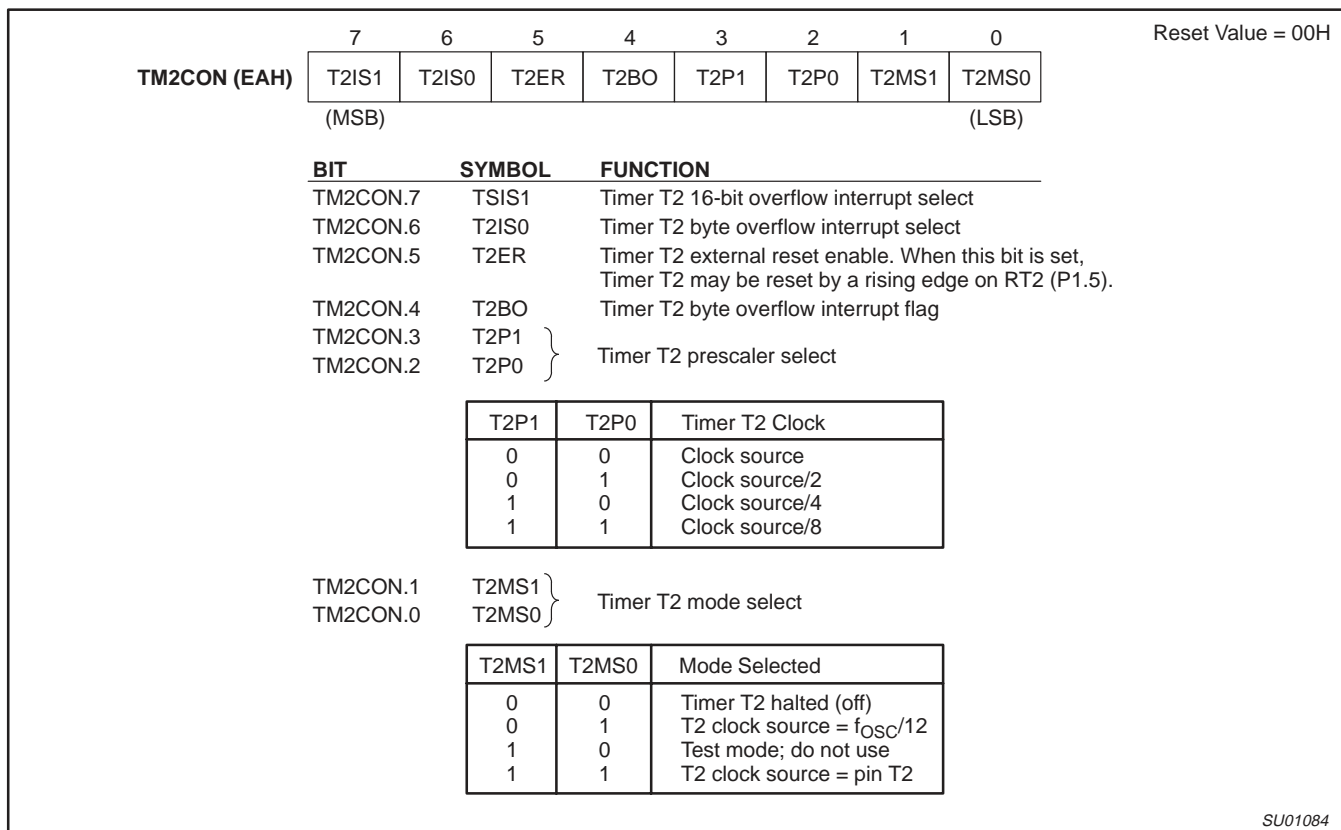 7 6 5 4 3 2 1 0 Reset Value = 00H
TM2CON (EAH) T2IS1 T2IS0 T2ER T2BO T2P1 T2P0 T2MS1 T2MS0
(MSB) (LSB)
BIT SYMBOL FUNCTION
TM2CON.7 TSIS1 Timer T2 16-bit overflow interrupt select
TM2CON.6 T2IS0 Timer T2 byte overflow interrupt select
TM2CON.5 T2ER Timer T2 external reset enable. When this bit is set,
Timer T2 may be reset by a rising edge on RT2 (P1.5).
TM2CON.4 T2BO Timer T2 byte overflow interrupt flag
TM2CON.3 T2P1
Timer T2 prescaler select
TM2CON.2 T2P0
T2P1 T2P0 Timer T2 Clock
0 0 Clock source
0 1 Clock source/2
1 0 Clock source/4
1 1 Clock source/8
TM2CON.1 T2MS1
Timer T2 mode select
TM2CON.0 T2MS0
T2MS1 T2MS0 Mode Selected
0 0 Timer T2 halted (off)
0 1 T2 clock source = fOSC/12
1 0 Test mode; do not use
1 1 T2 clock source = pin T2
SU01084